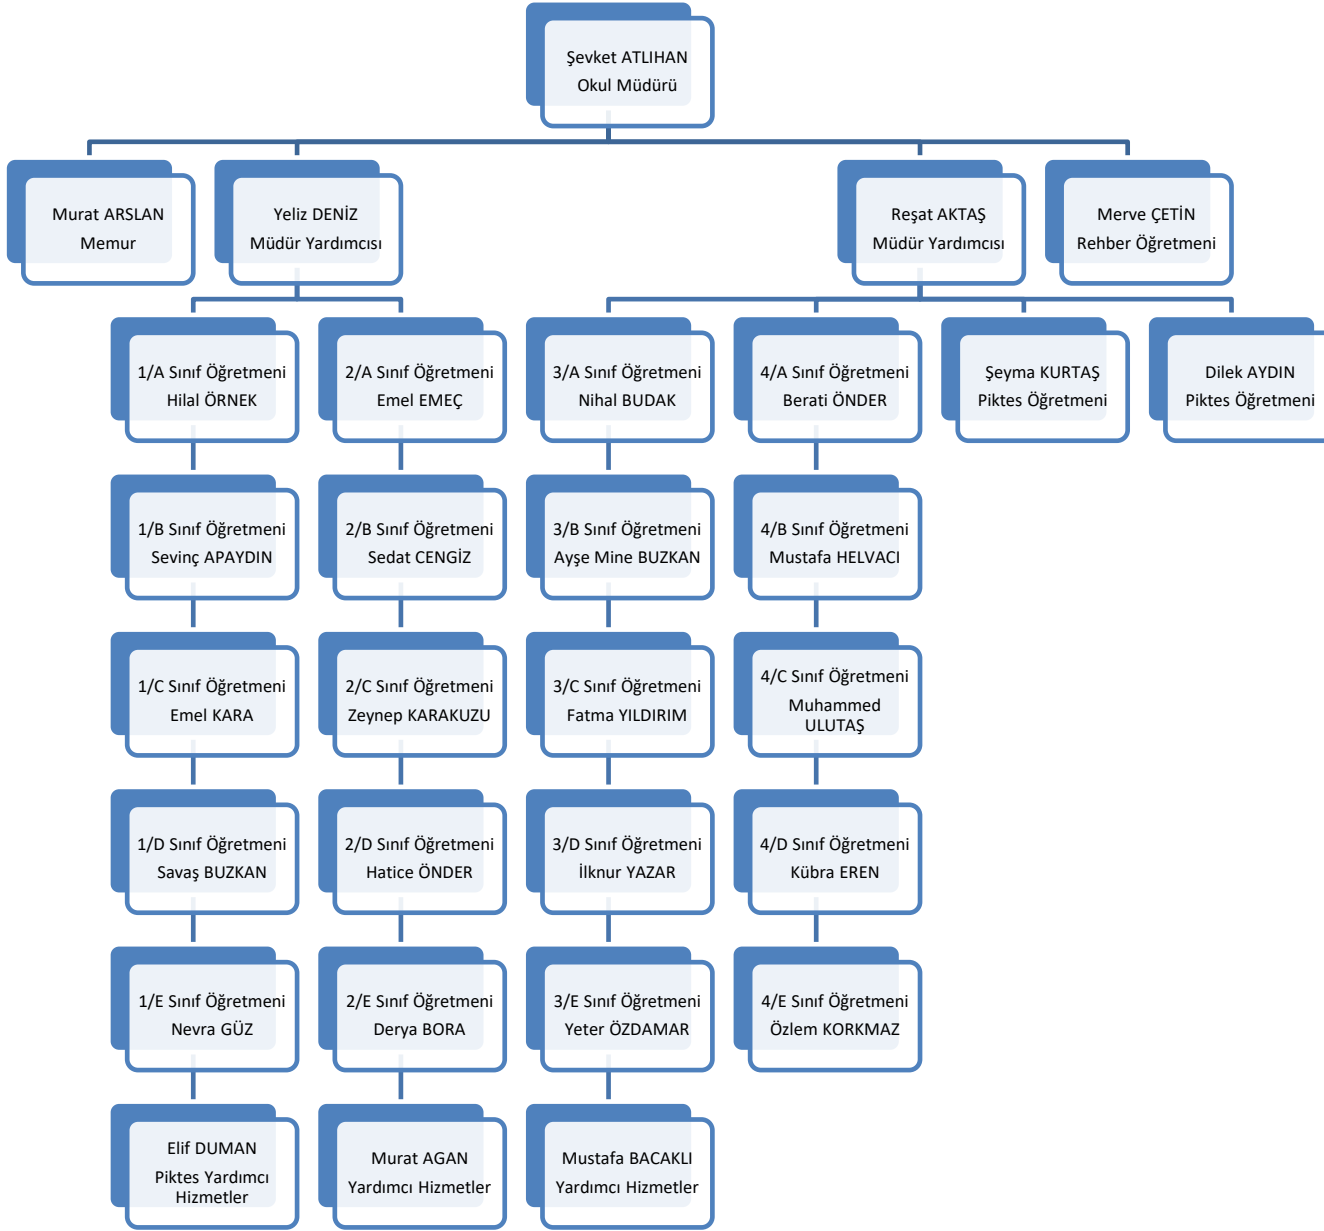 Şevket ATLIHAN
Okul Müdürü
Murat ARSLAN
Memur
Yeliz DENİZ
Müdür Yardımcısı
Reşat AKTAŞ
Müdür Yardımcısı
Merve ÇETİN
Rehber Öğretmeni
1/A Sınıf Öğretmeni
Hilal ÖRNEK
2/A Sınıf Öğretmeni
Emel EMEÇ
3/A Sınıf Öğretmeni
Nihal BUDAK
4/A Sınıf Öğretmeni
Berati ÖNDER
Şeyma KURTAŞ
Piktes Öğretmeni
Dilek AYDIN
Piktes Öğretmeni
1/B Sınıf Öğretmeni
Sevinç APAYDIN
2/B Sınıf Öğretmeni
Sedat CENGİZ
3/B Sınıf Öğretmeni
Ayşe Mine BUZKAN
4/B Sınıf Öğretmeni
Mustafa HELVACI
1/C Sınıf Öğretmeni
Emel KARA
2/C Sınıf Öğretmeni
Zeynep KARAKUZU
3/C Sınıf Öğretmeni
Fatma YILDIRIM
4/C Sınıf Öğretmeni
Muhammed
ULUTAŞ
1/D Sınıf Öğretmeni
Savaş BUZKAN
2/D Sınıf Öğretmeni
Hatice ÖNDER
3/D Sınıf Öğretmeni
İlknur YAZAR
4/D Sınıf Öğretmeni
Kübra EREN
1/E Sınıf Öğretmeni
Nevra GÜZ
2/E Sınıf Öğretmeni
Derya BORA
3/E Sınıf Öğretmeni
Yeter ÖZDAMAR
4/E Sınıf Öğretmeni
Özlem KORKMAZ
Elif DUMAN
Piktes Yardımcı
Hizmetler
Murat AGAN
Yardımcı Hizmetler
Mustafa BACAKLI
Yardımcı Hizmetler